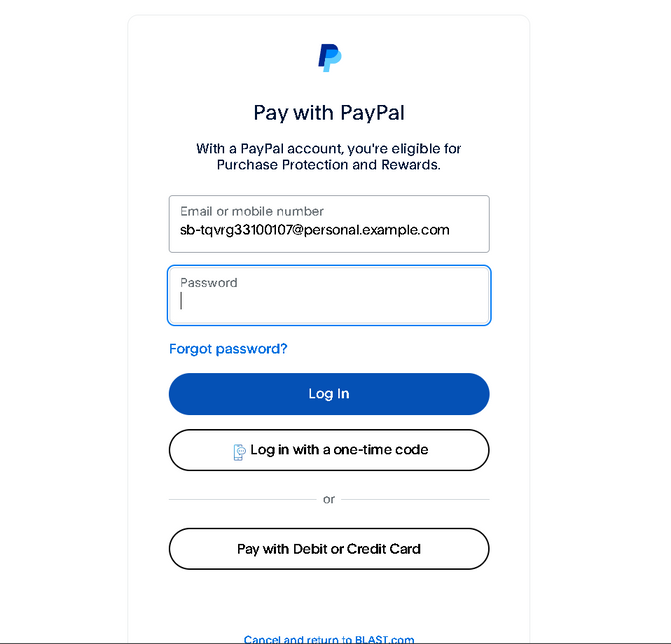 Pay with PayPal
With a PayPal account, you're eligible for
Purchase Protection and Rewards.
Email or mobile number
sb-tqvrg33100107@personal.example.com
Password
Forgot password?
Log In
Log in with a one-time code
or
Pay with Debit or Credit Card
Cancel and return to BLAST.com